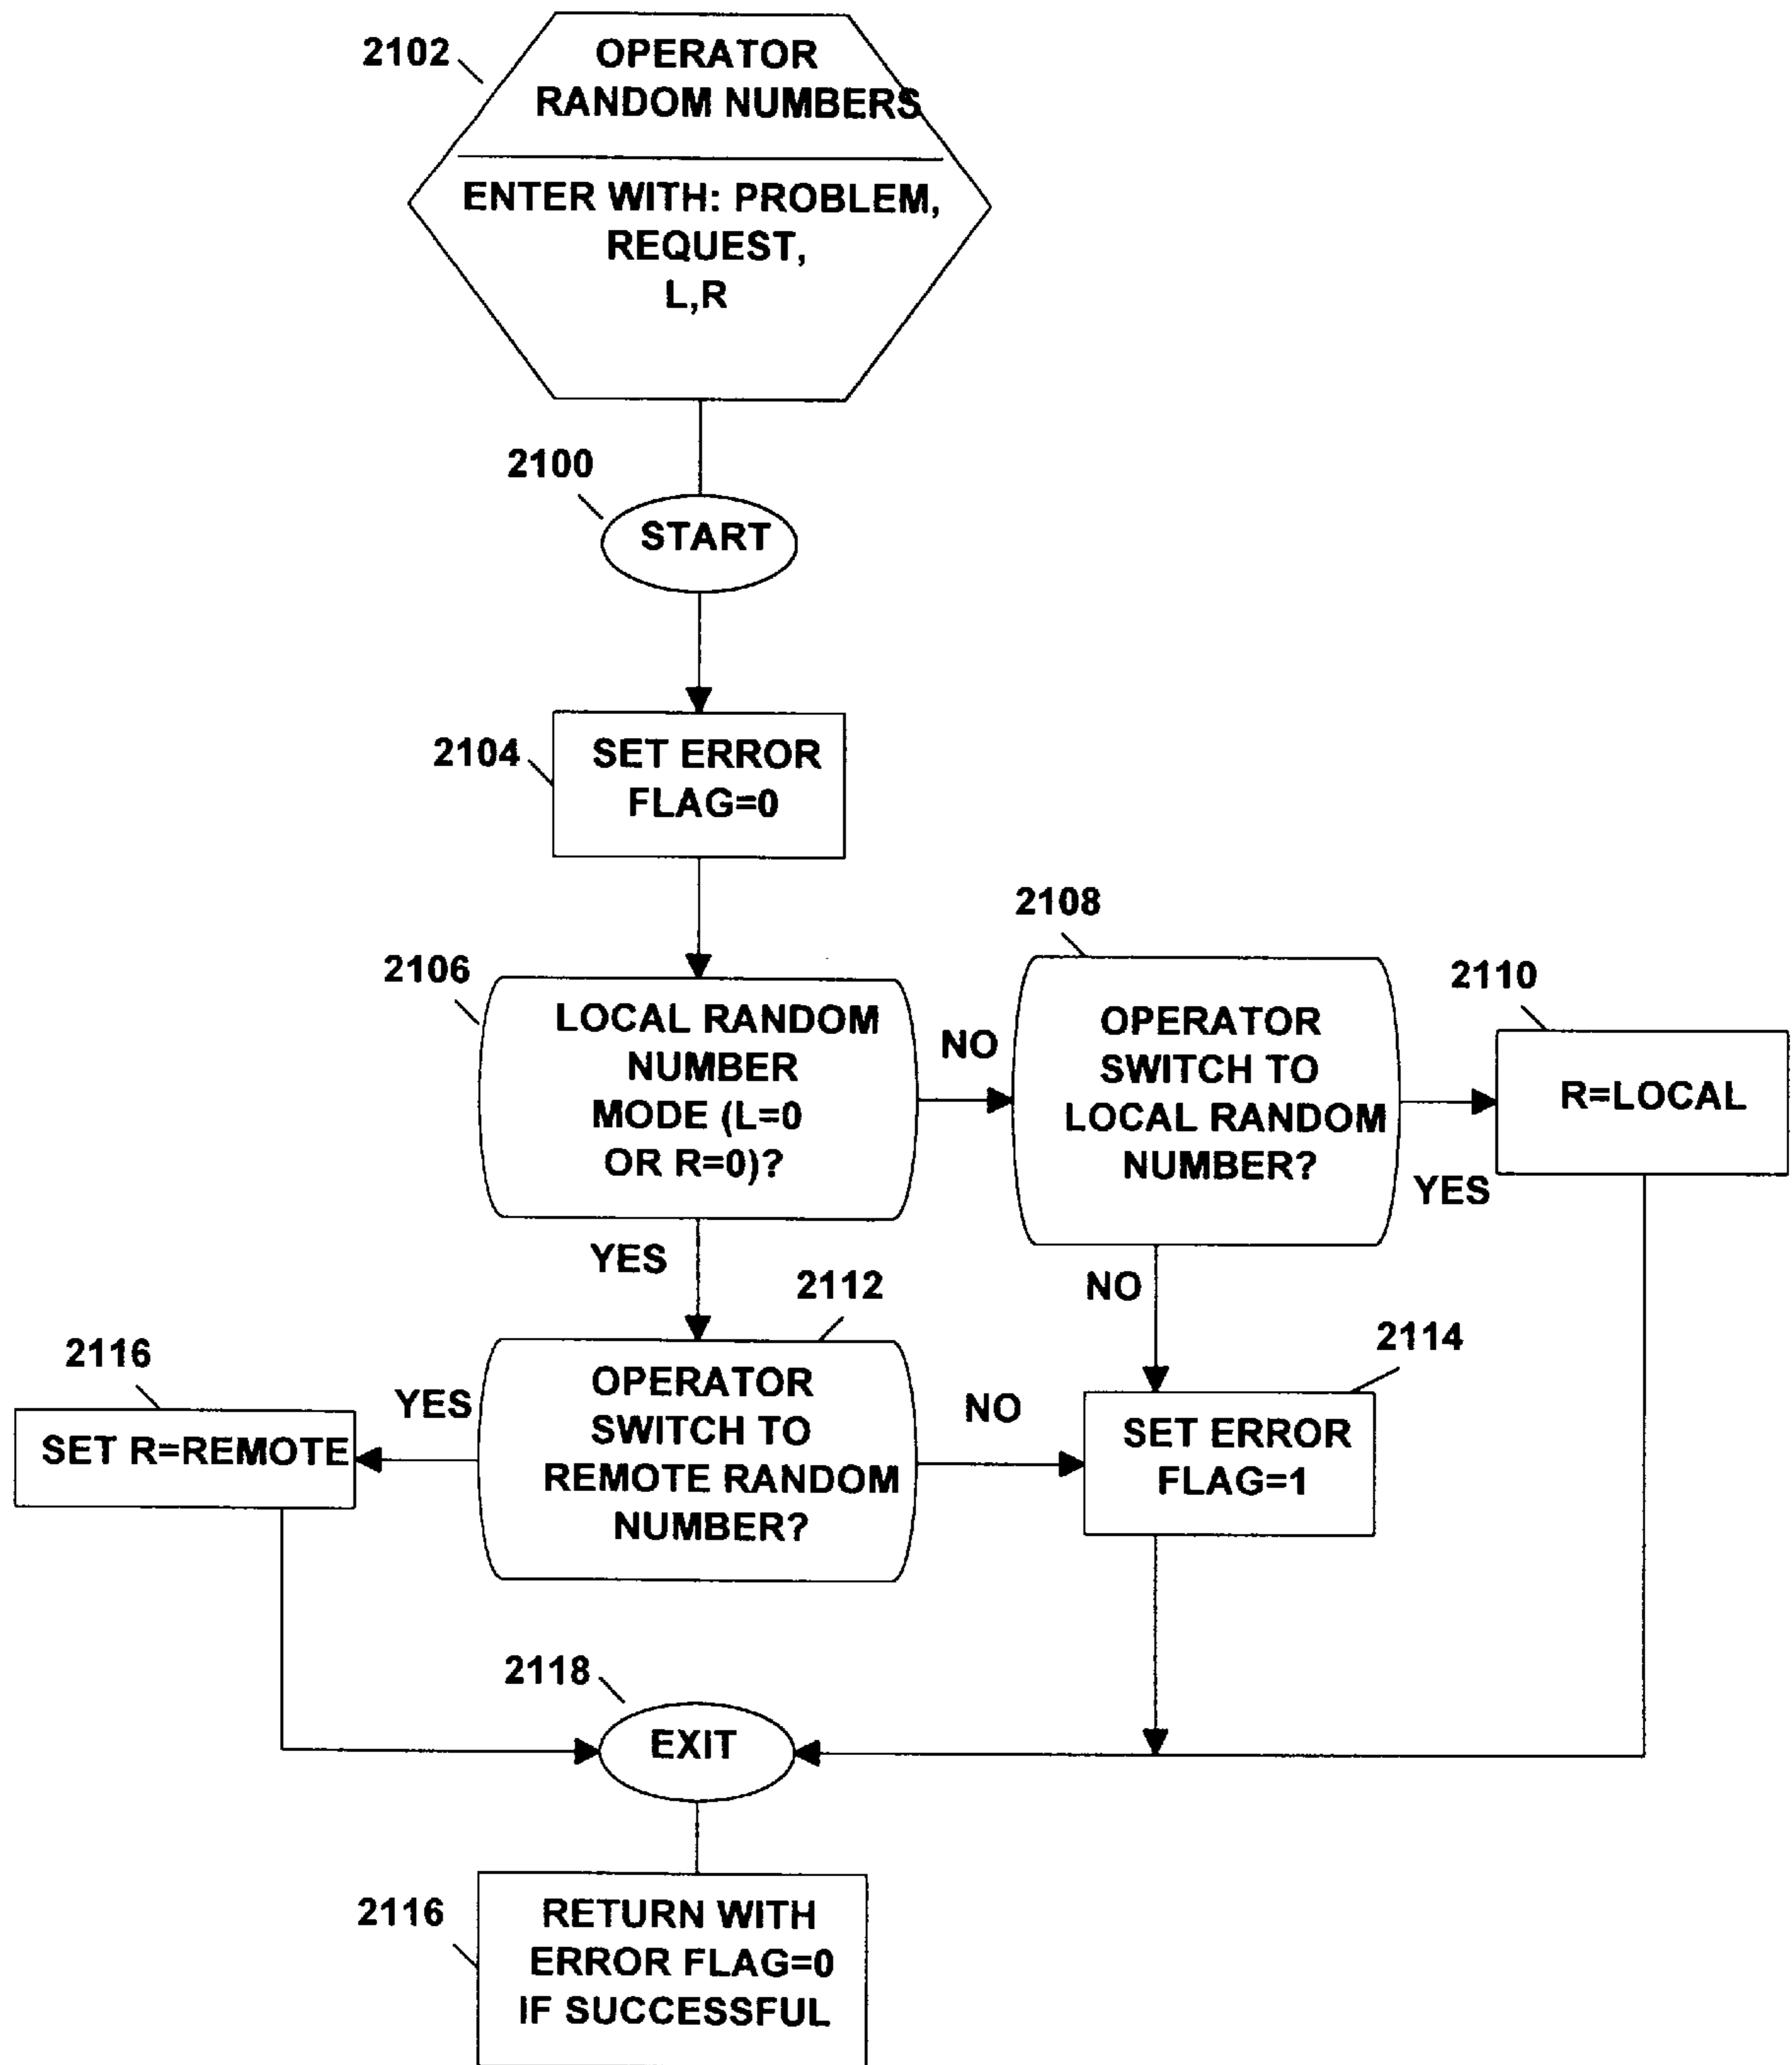 2102
OPERATOR
RANDOM NUMBERS
ENTER WITH: PROBLEM,
REQUEST,
L,R
2100
START
2104
SET ERROR
FLAG=0
2106
LOCAL RANDOM
NUMBER
MODE (L=0
OR R=0)?
NO
YES
2108
OPERATOR
SWITCH TO
LOCAL RANDOM
NUMBER?
YES
NO
2110
R=LOCAL
2112
OPERATOR
SWITCH TO
REMOTE RANDOM
NUMBER?
YES
NO
2116
SET R=REMOTE
2114
SET ERROR
FLAG=1
2118
EXIT
2116
RETURN WITH
ERROR FLAG=0
IF SUCCESSFUL